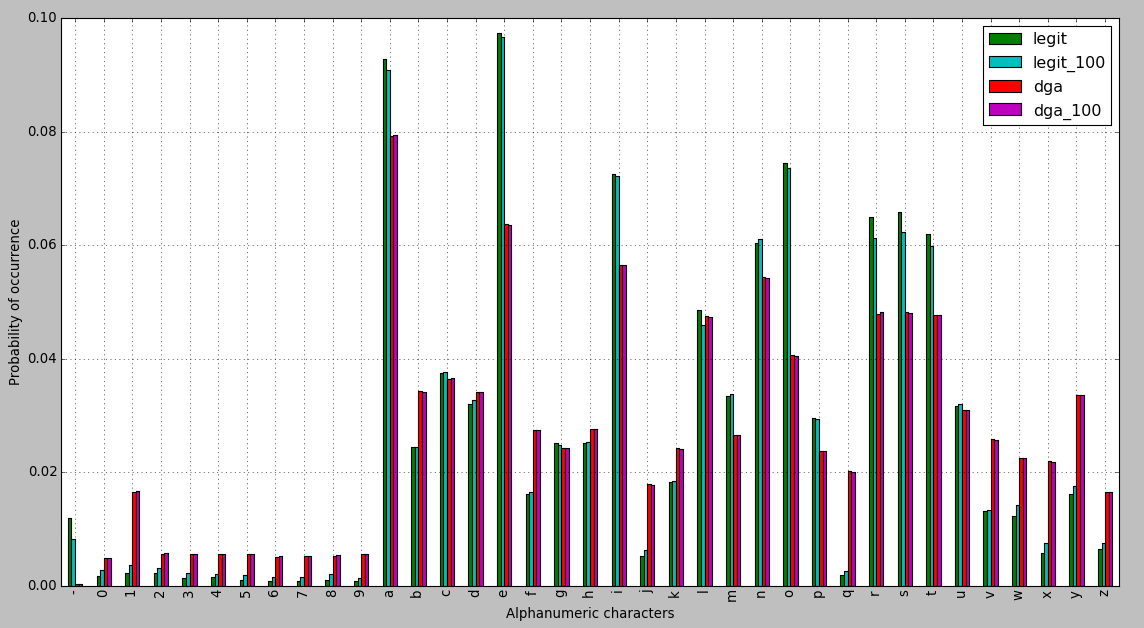 0.10
0.08
0.06
0.04
0.02
0.00
Probability of occurrence
legit
legit_100
dga
dga_100
- 0 1 2 3 4 5 6 7 8 9 a b c d e f g h i j k l m n o p q r s t u v w x y z
Alphanumeric characters